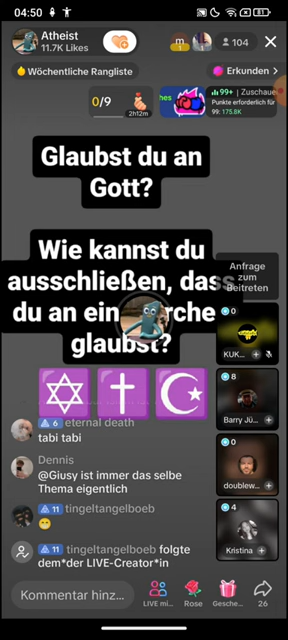 04:50
81
Atheist
11.7K Likes
104
Wöchentliche Rangliste
Erkunden >
0/9
2h12m
99+ | Zuschaue
Punkte erforderlich für
99: 175.8K
Glaubst du an
Gott?
Wie kannst du
ausschließen, dass
du an ein
glaubst?
Anfrage
zum
Beitreten
0
KUK...
8
Barry Jü...
0
doublew...
4
Kristina
6 eternal death
tabi tabi
Dennis
@Giusy ist immer das selbe
Thema eigentlich
11 tingeltangelboeb
😁
11 tingeltangelboeb folgte
dem*der LIVE-Creator*in
Kommentar hinz...
LIVE mi...
Rose
Gesche...
26